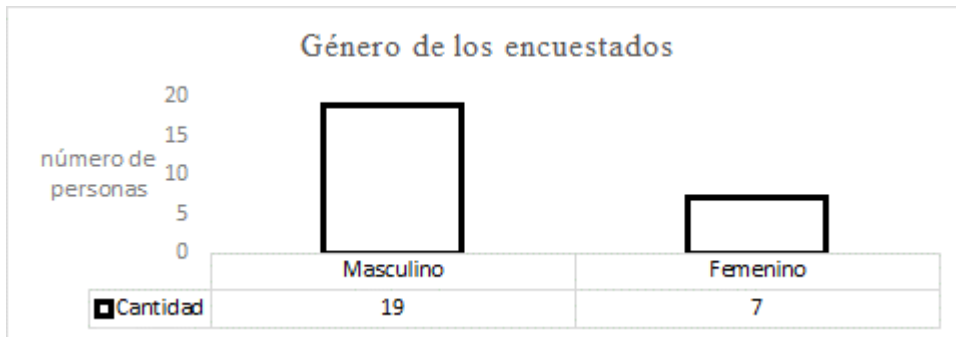 Género de los encuestados
20
15
número de
personas
10
5
0
Masculino Femenino
Cantidad 19 7